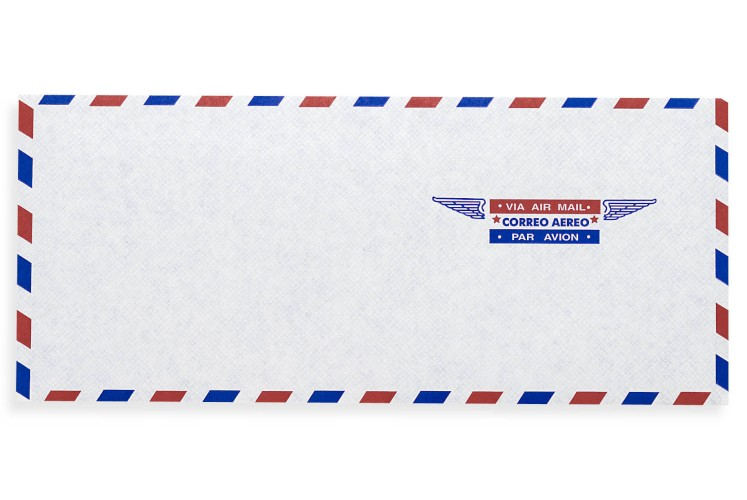 • VIA AIR MAIL •
★ CORREO AEREO ★
• PAR AVION •